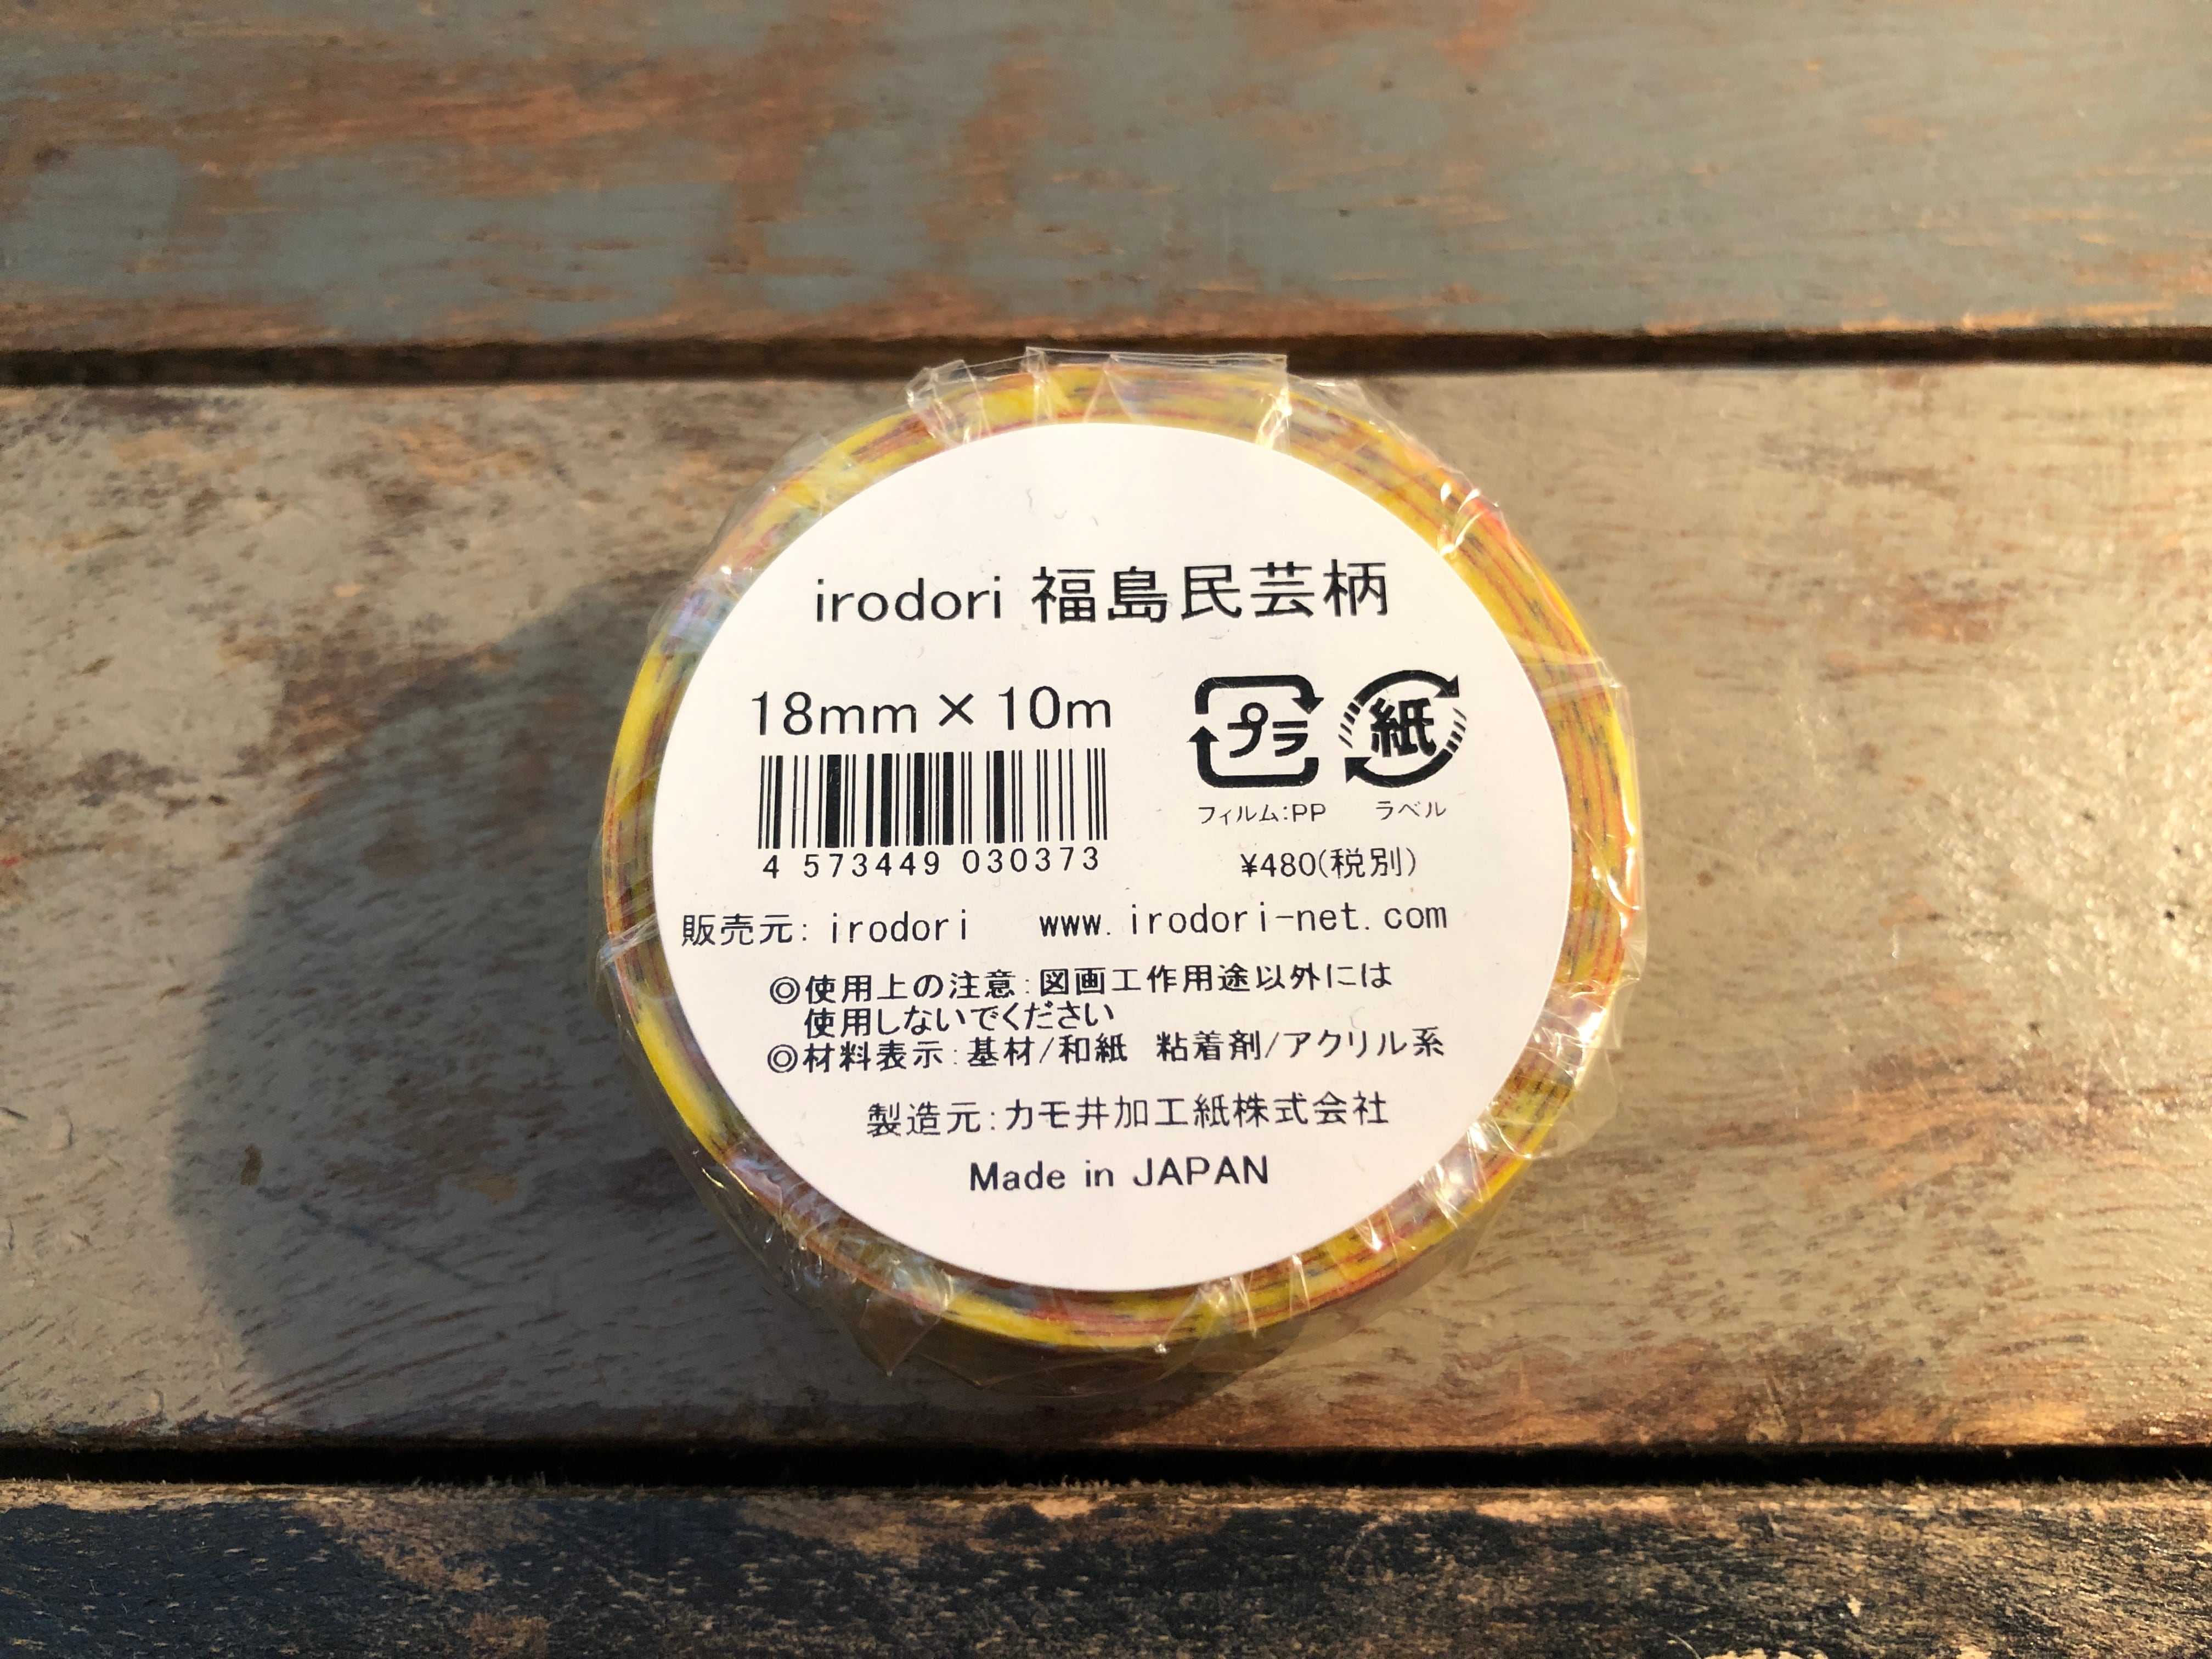 irodori 福島民芸柄
18mm×10m
プラ 紙
フィルム:PP ラベル
4 573449 030373
¥480(税別)
販売元: irodori www.irodori-net.com
◎使用上の注意:図画工作用途以外には
使用しないでください
◎材料表示:基材/和紙 粘着剤/アクリル系
製造元:カモ井加工紙株式会社
Made in JAPAN